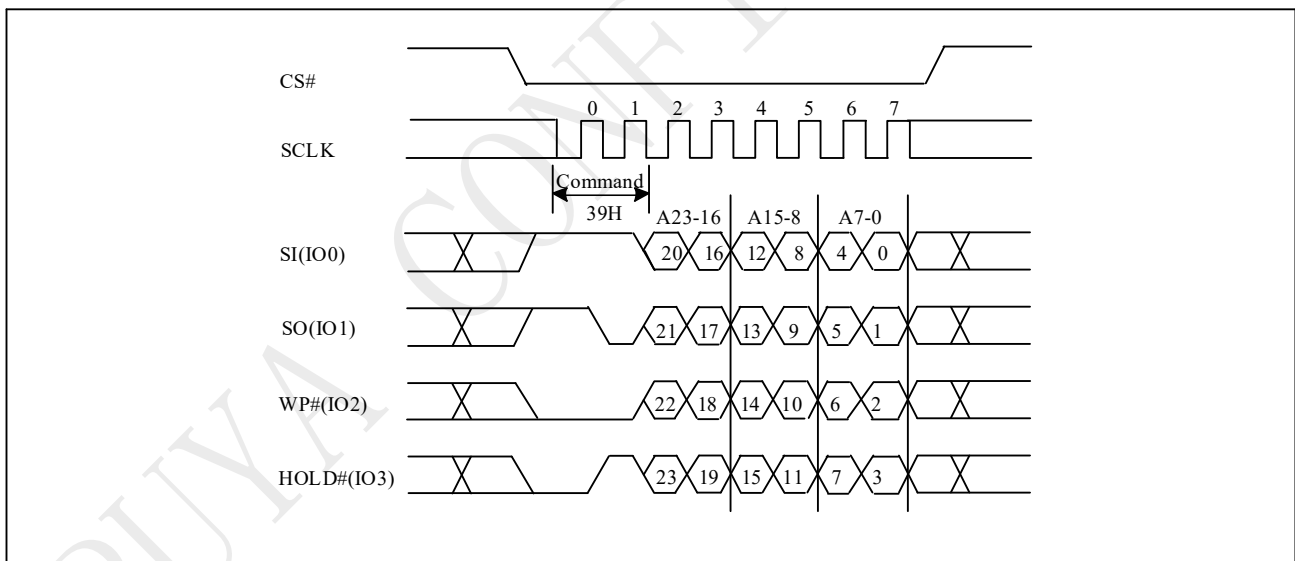 CS#
0 1 2 3 4 5 6 7
SCLK
Command
39H
A23-16 A15-8 A7-0
SI(IO0)
20 16 12 8 4 0
SO(IO1)
21 17 13 9 5 1
WP#(IO2)
22 18 14 10 6 2
HOLD#(IO3)
23 19 15 11 7 3
PUYA CONF